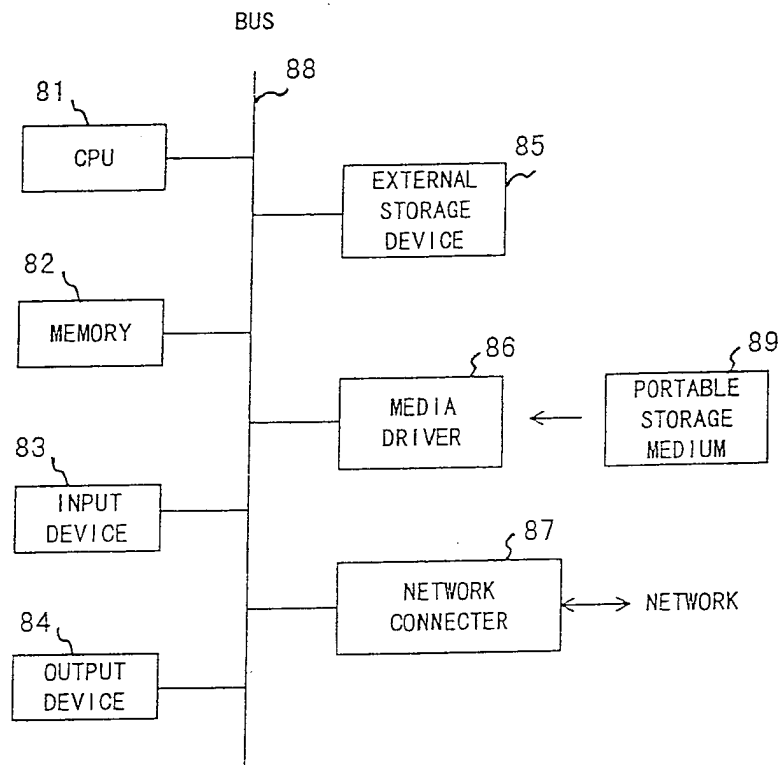 BUS
88
81
CPU
85
EXTERNAL
STORAGE
DEVICE
82
MEMORY
86
MEDIA
DRIVER
89
PORTABLE
STORAGE
MEDIUM
83
INPUT
DEVICE
87
NETWORK
CONNECTER
NETWORK
84
OUTPUT
DEVICE